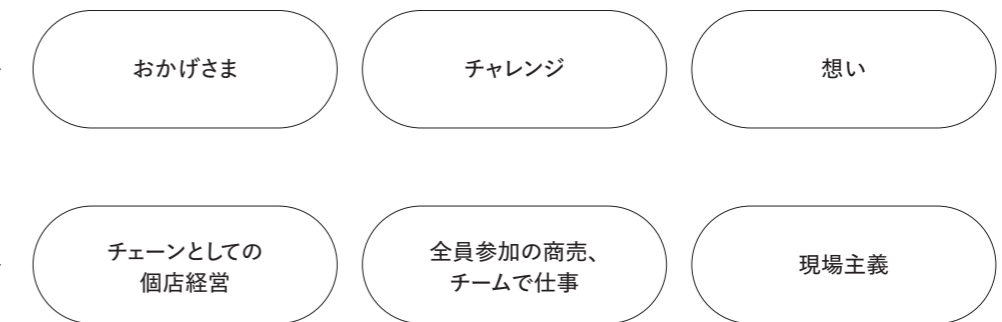 おかげさま
チャレンジ
想い
チェーンとしての
個店経営
全員参加の商売、
チームで仕事
現場主義